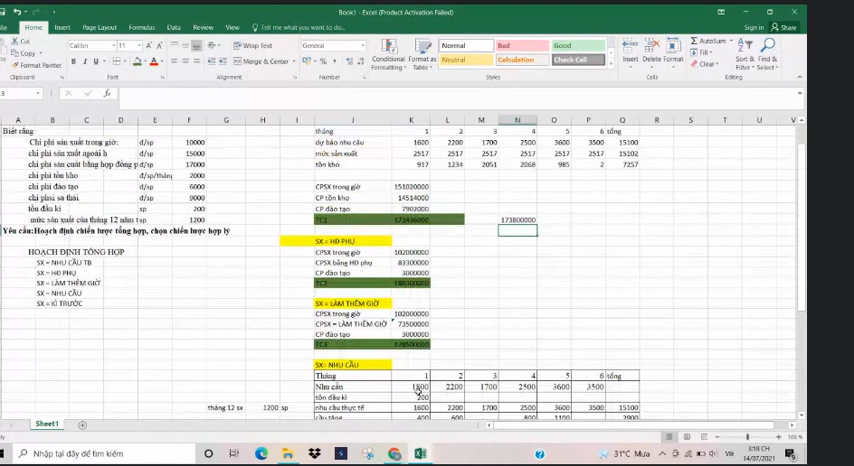 Book1 - Excel (Product Activation Failed)
Home Insert Page Layout Formulas Data Review View Tell me what you want to do... Sign in Share
Cut
Copy
Format Painter
Calibri 11
Wrap Text
Merge & Center
General
Conditional Formatting
Format as Table
Normal Bad Good
Neutral Calculation Check Cell
Insert Delete Format
AutoSum
Fill
Clear
Sort & Filter
Find & Select
Clipboard Font Alignment Number Styles Cells Editing
A B C D E F G H I J K L M N O P Q R S T U V
Biết rằng tháng 1 2 3 4 5 6 tổng
Chi phí sản xuất trong giờ: d/sp 10000 dự báo nhu cầu 1600 2200 1700 2500 3600 3500 15100
chi phí sản xuất ngoài h d/sp 15000 mức sản xuất 2517 2517 2517 2517 2517 2517 15102
chi phí sản cuất bằng hợp đồng p d/sp 17000 tồn kho 917 1234 2051 2068 985 2 7257
chi phí tồn kho d/sp/tháng 2000
chi phí đào tạo d/sp 6000 CPSX trong giờ 151020000
chi phsi sa thải d/sp 9000 CP tồn kho 14514000
tồn đầu kì sp 200 CP đào tạo 7902000
mức sản xuất của tháng 12 năm t sp 1200 TC1 173436000 173800000
Yêu cầu:Hoạch định chiến lược tổng hợp, chọn chiến lược hợp lý
SX = HĐ PHỤ
HOẠCH ĐỊNH TỔNG HỢP CPSX trong giờ 102000000
SX = NHU CẦU TB CPSX bằng HĐ phụ 83300000
SX = HĐ PHỤ CP đào tạo 3000000
SX = LÀM THÊM GIỜ TC2 188300000
SX = NHU CẦU
SX = KÌ TRƯỚC SX = LÀM THÊM GIỜ
CPSX trong giờ 102000000
CPSX = LÀM THÊM GIỜ 73500000
CP đào tạo 3000000
TC3 178500000
SX= NHU CẦU
Tháng 1 2 3 4 5 6 tổng
Nhu cầu 1800 2200 1700 2500 3600 3500
tồn đầu kì 200
tháng 12 sx 1200 sp nhu cầu thực tế 1600 2200 1700 2500 3600 3500 15100
cầu tăng 400 600 800 1100 2900
Sheet1
Ready
100 %
Nhập vào đây để tìm kiếm
31°C Mưa VIE 3:18 CH
14/07/2021